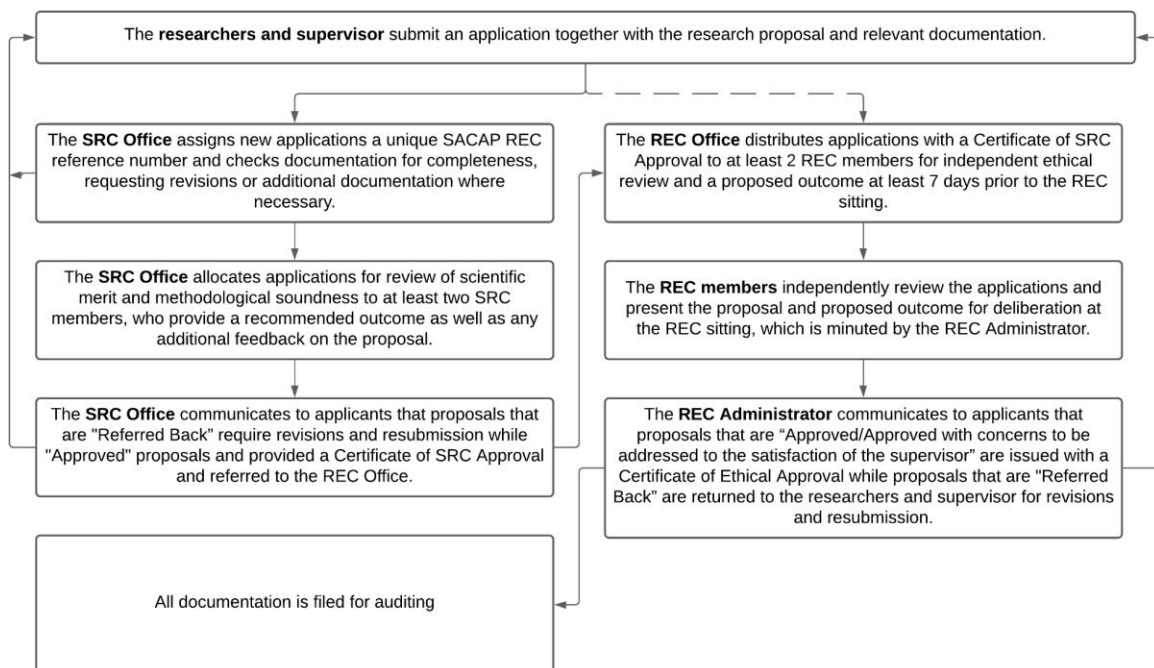 The researchers and supervisor submit an application together with the research proposal and relevant documentation.
The SRC Office assigns new applications a unique SACAP REC
reference number and checks documentation for completeness,
requesting revisions or additional documentation where
necessary.
The SRC Office allocates applications for review of scientific
merit and methodological soundness to at least two SRC
members, who provide a recommended outcome as well as any
additional feedback on the proposal.
The SRC Office communicates to applicants that proposals that
are "Referred Back” require revisions and resubmission while
"Approved" proposals and provided a Certificate of SRC Approval
and referred to the REC Office.
The REC Office distributes applications with a Certificate of SRC
Approval to at least 2 REC members for independent ethical
review and a proposed outcome at least 7 days prior to the REC
sitting.
The REC members independently review the applications and
present the proposal and proposed outcome for deliberation at
the REC sitting, which is minuted by the REC Administrator.
The REC Administrator communicates to applicants that
proposals that are “Approved/Approved with concerns to be
addressed to the satisfaction of the supervisor” are issued with a
Certificate of Ethical Approval while proposals that are "Referred
Back” are returned to the researchers and supervisor for revisions
and resubmission.
All documentation is filed for auditing